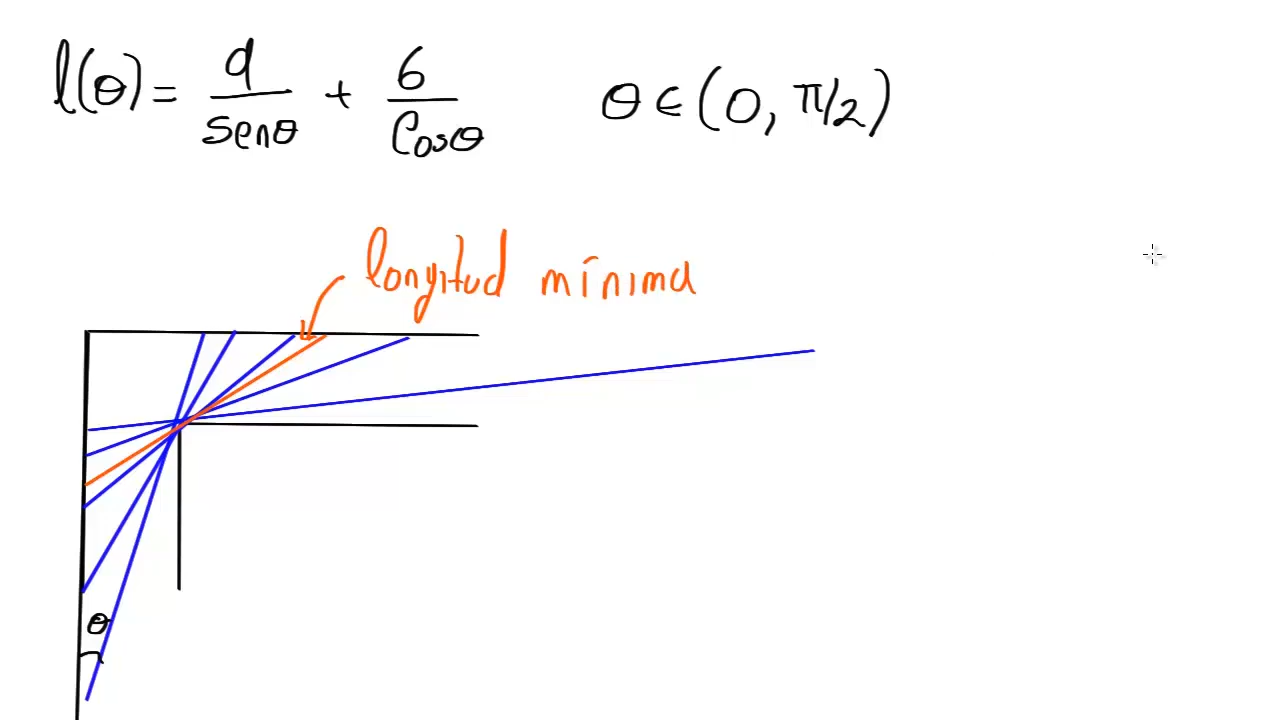 l(θ) = 9/Senθ + 6/Cosθ θ ∈ (0, π/2)
longitud mínima
θ